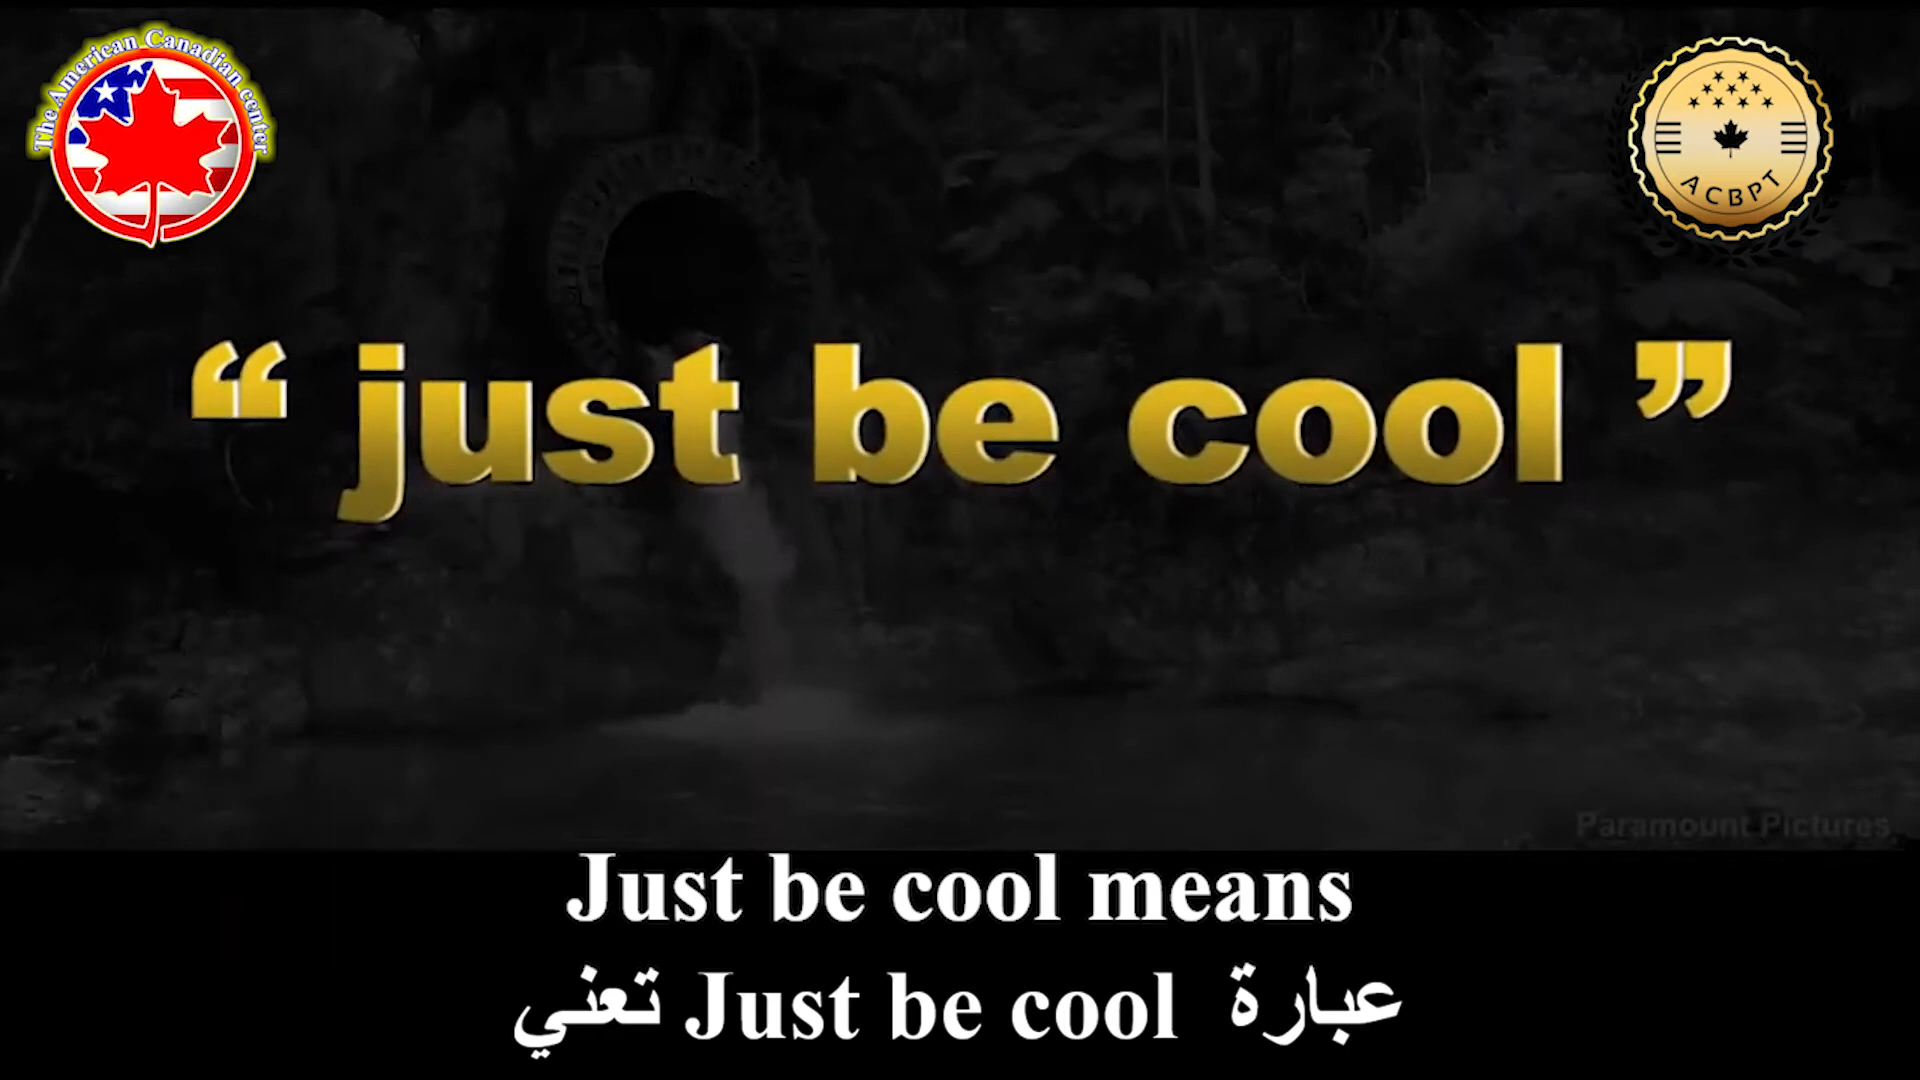 The American Canadian center
ACBPT
“ just be cool ”
Paramount Pictures
Just be cool means
عبارة Just be cool تعني